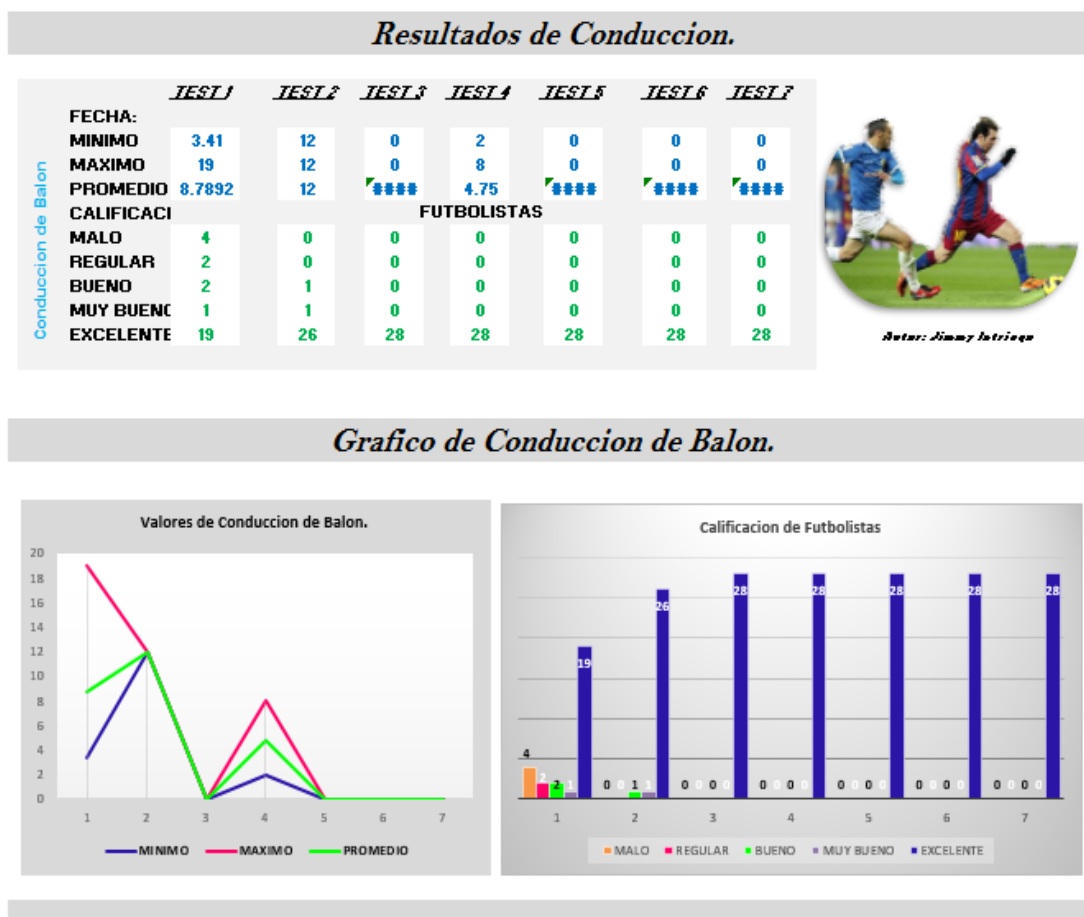 Resultados de Conduccion.
TEST 1 TEST 2 TEST 3 TEST 4 TEST 5 TEST 6 TEST 7
FECHA:
MINIMO 3.41 12 0 2 0 0 0
MAXIMO 19 12 0 8 0 0 0
PROMEDIO 8.7892 12 #### 4.75 #### #### ####
CALIFICACI FUTBOLISTAS
MALO 4 0 0 0 0 0 0
REGULAR 2 0 0 0 0 0 0
BUENO 2 1 0 0 0 0 0
MUY BUENO 1 1 0 0 0 0 0
EXCELENTE 19 26 28 28 28 28 28
Conduccion de Balon
Autor: Jimmy Intriago
Grafico de Conduccion de Balon.
Valores de Conduccion de Balon.
20
18
16
14
12
10
8
6
4
2
0
1 2 3 4 5 6 7
MINIMO MAXIMO PROMEDIO
Calificacion de Futbolistas
4 2 2 1 19 0 0 1 1 26 0 0 0 0 28 0 0 0 0 28 0 0 0 0 28 0 0 0 0 28 0 0 0 0 28
1 2 3 4 5 6 7
MALO REGULAR BUENO MUY BUENO EXCELENTE